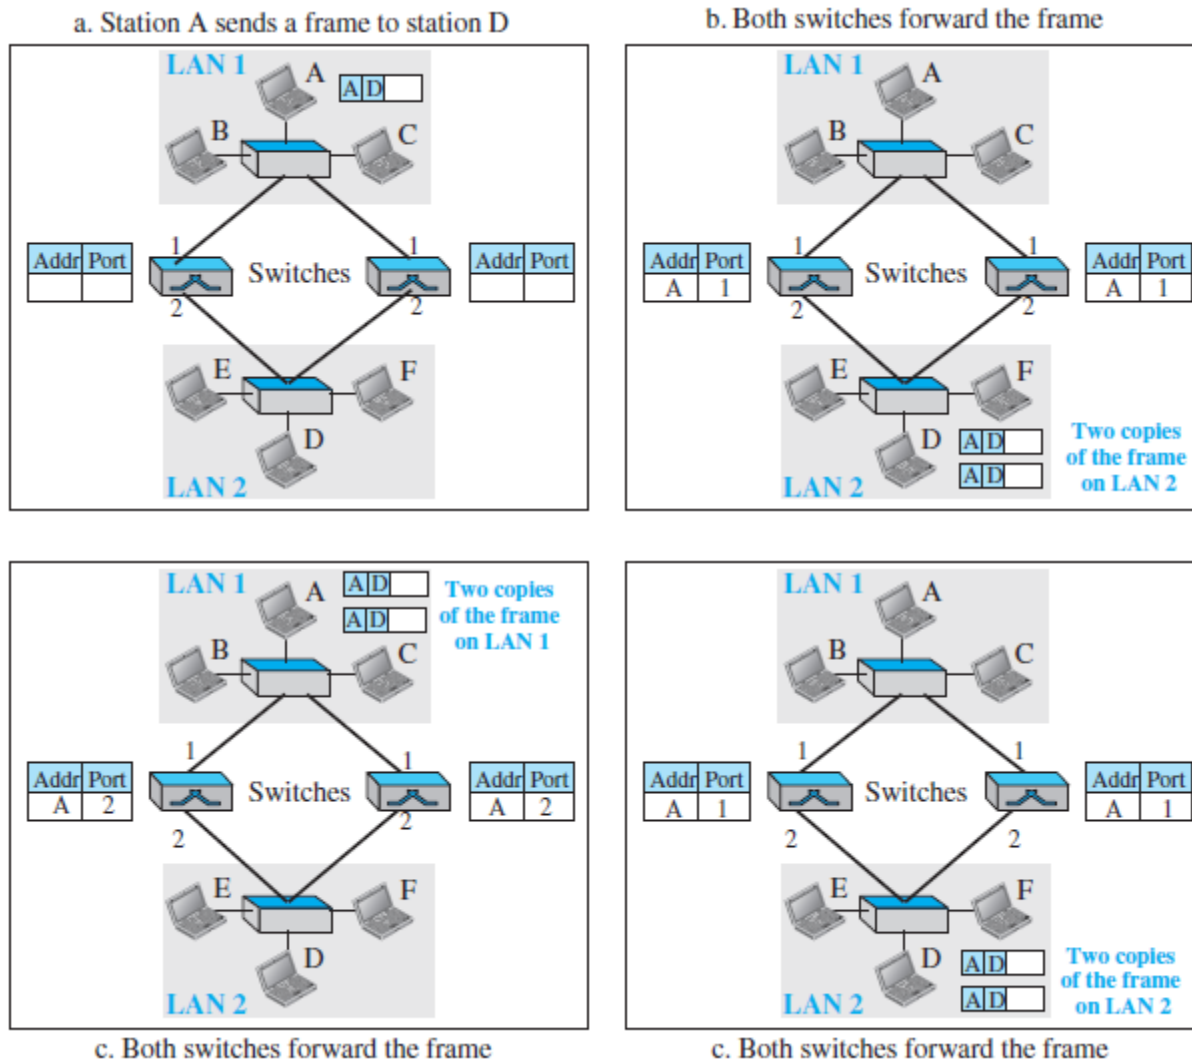 a. Station A sends a frame to station D
LAN 1
A
A D
B
C
1
1
Addr Port
Switches
Addr Port
2
2
E
F
D
LAN 2
b. Both switches forward the frame
LAN 1
A
B
C
1
1
Addr Port
A 1
Switches
Addr Port
A 1
2
2
E
F
D
A D
A D
Two copies
of the frame
on LAN 2
LAN 2
LAN 1
A
A D
A D
Two copies
of the frame
on LAN 1
B
C
1
1
Addr Port
A 2
Switches
Addr Port
A 2
2
2
E
F
D
LAN 2
c. Both switches forward the frame
LAN 1
A
B
C
1
1
Addr Port
A 1
Switches
Addr Port
A 1
2
2
E
F
D
A D
A D
Two copies
of the frame
on LAN 2
LAN 2
c. Both switches forward the frame